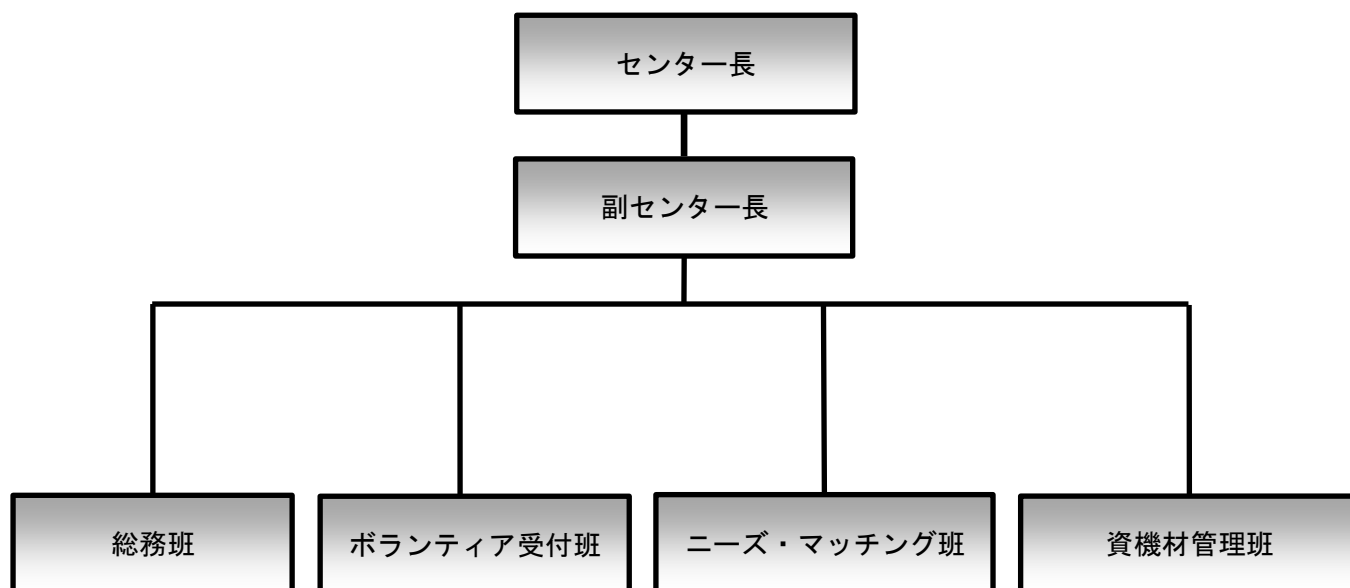 センター長
副センター長
総務班
ボランティア受付班
ニーズ・マッチング班
資機材管理班